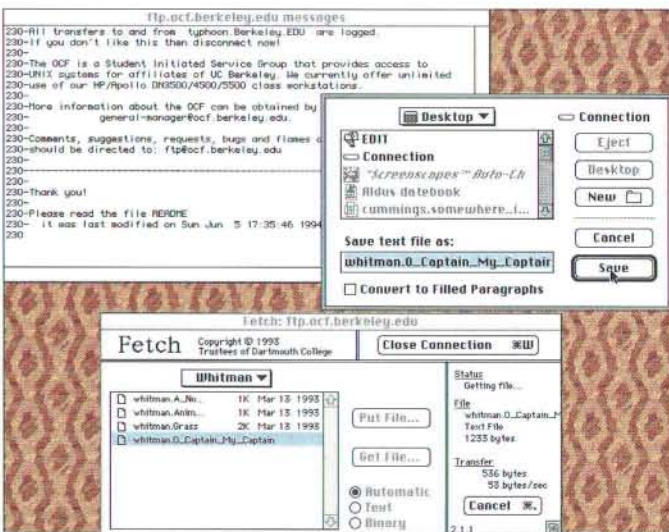 ftp.ocf.berkeley.edu messages
230-All transfers to and from typhoon.Berkeley.EDU are logged.
230-If you don't like this then disconnect now!
230-
230-The OCF is a Student Initiated Service Group that provides access to
230-UNIX systems for affiliates of UC Berkeley. We currently offer unlimited
230-use of our HP/Apollo DN3500/4500/5500 class workstations.
230-
230-More information about the OCF can be obtained by
230- general-manager@ocf.berkeley.edu.
230-
230-Comments, suggestions, requests, bugs and flames
230-should be directed to: ftp@ocf.berkeley.edu
230-
230-
230-Thank you!
230-
230-Please read the file README
230- it was last modified on Sun Jun 5 17:35:46 1994
230
Desktop
Connection
EDIT
Connection
"Screenscapes™ Auto-Ch
Aldus datebook
cummings.somewhere_i...
Eject
Desktop
New
Save text file as:
whitman.O_Captain_My_Captain
Cancel
Save
Convert to Filled Paragraphs
Fetch: ftp.ocf.berkeley.edu
Fetch
Copyright © 1993
Trustees of Dartmouth College
Close Connection ⌘W
Whitman
whitman.A_No... 1K Mar 13 1993
whitman.Anim... 1K Mar 13 1993
whitman.Grass 2K Mar 13 1993
whitman.O_Captain_My_Captain
Put File...
Get File...
Automatic
Text
Binary
Status
Getting file...
File
whitman.O_Captain_M
Text File
1233 bytes
Transfer
536 bytes
53 bytes/sec
Cancel ⌘.
2.1.1